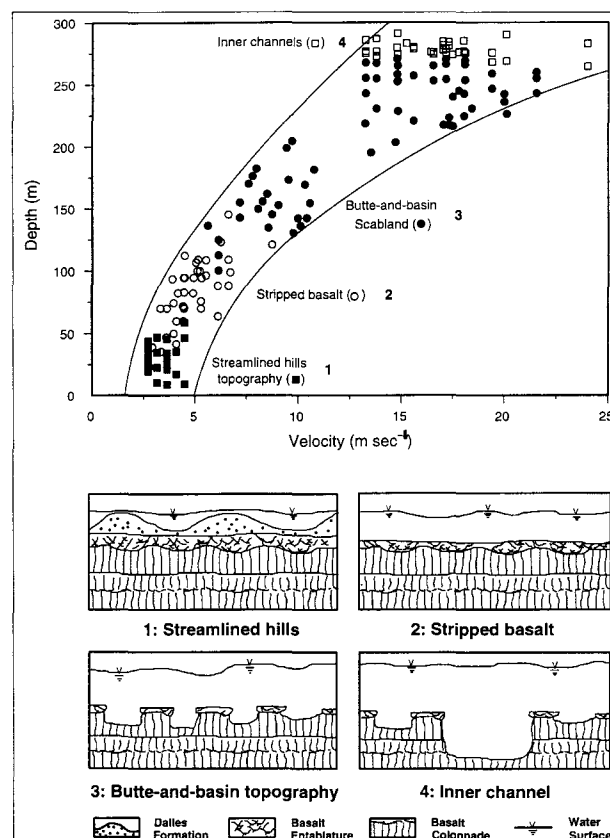 300
250
200
150
100
50
0
Depth (m)
Inner channels (□) 4
Butte-and-basin
Scabland (●) 3
Stripped basalt (○) 2
Streamlined hills
topography (■) 1
0 5 10 15 20 25
Velocity (m sec⁻¹)
1: Streamlined hills
2: Stripped basalt
3: Butte-and-basin topography
4: Inner channel
Dalles
Formation
Basalt
Entablature
Basalt
Colonnade
Water
Surface